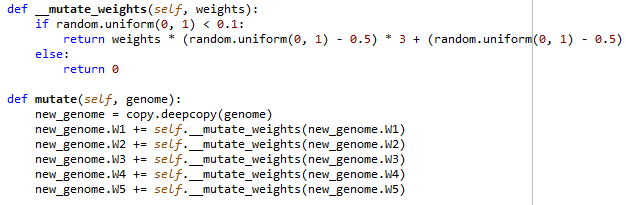 def __mutate_weights(self, weights):
    if random.uniform(0, 1) < 0.1:
        return weights * (random.uniform(0, 1) - 0.5) * 3 + (random.uniform(0, 1) - 0.5)
    else:
        return 0

def mutate(self, genome):
    new_genome = copy.deepcopy(genome)
    new_genome.W1 += self.__mutate_weights(new_genome.W1)
    new_genome.W2 += self.__mutate_weights(new_genome.W2)
    new_genome.W3 += self.__mutate_weights(new_genome.W3)
    new_genome.W4 += self.__mutate_weights(new_genome.W4)
    new_genome.W5 += self.__mutate_weights(new_genome.W5)